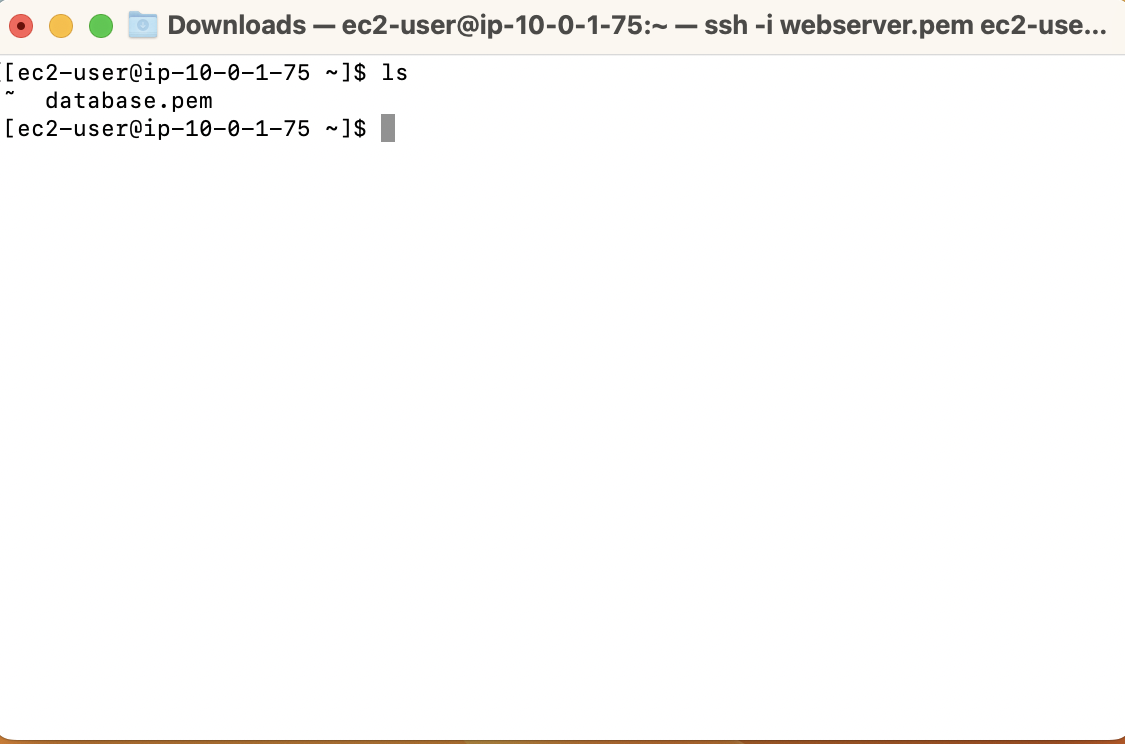 Downloads — ec2-user@ip-10-0-1-75:~ — ssh -i webserver.pem ec2-use...
[[ec2-user@ip-10-0-1-75 ~]$ ls
˜  database.pem
[ec2-user@ip-10-0-1-75 ~]$